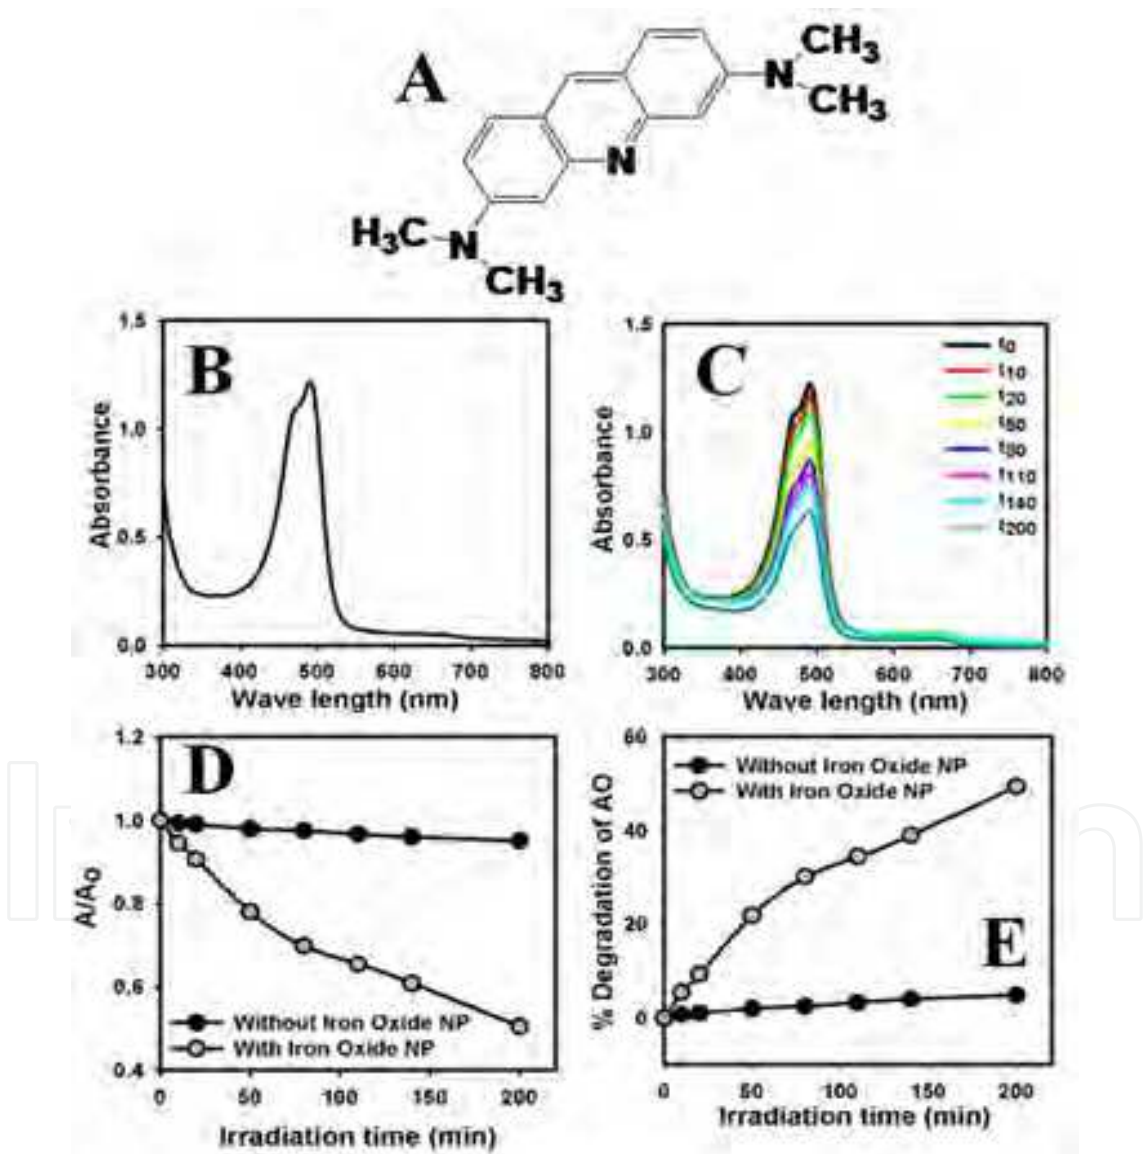 A
CH3
N
CH3
N
H3C
N
CH3
B
1.5
1.0
0.5
0.0
Absorbance
300 400 500 600 700 800
Wave length (nm)
C
1.5
1.0
0.5
0.0
Absorbance
t0
t10
t20
t50
t80
t110
t140
t200
300 400 500 600 700 800
Wave length (nm)
D
1.2
1.0
0.8
0.6
0.4
A/A0
Without Iron Oxide NP
With Iron Oxide NP
0 50 100 150 200
Irradiation time (min)
60
40
20
0
% Degradation of AO
Without Iron Oxide NP
With Iron Oxide NP
E
0 50 100 150 200
Irradiation time (min)